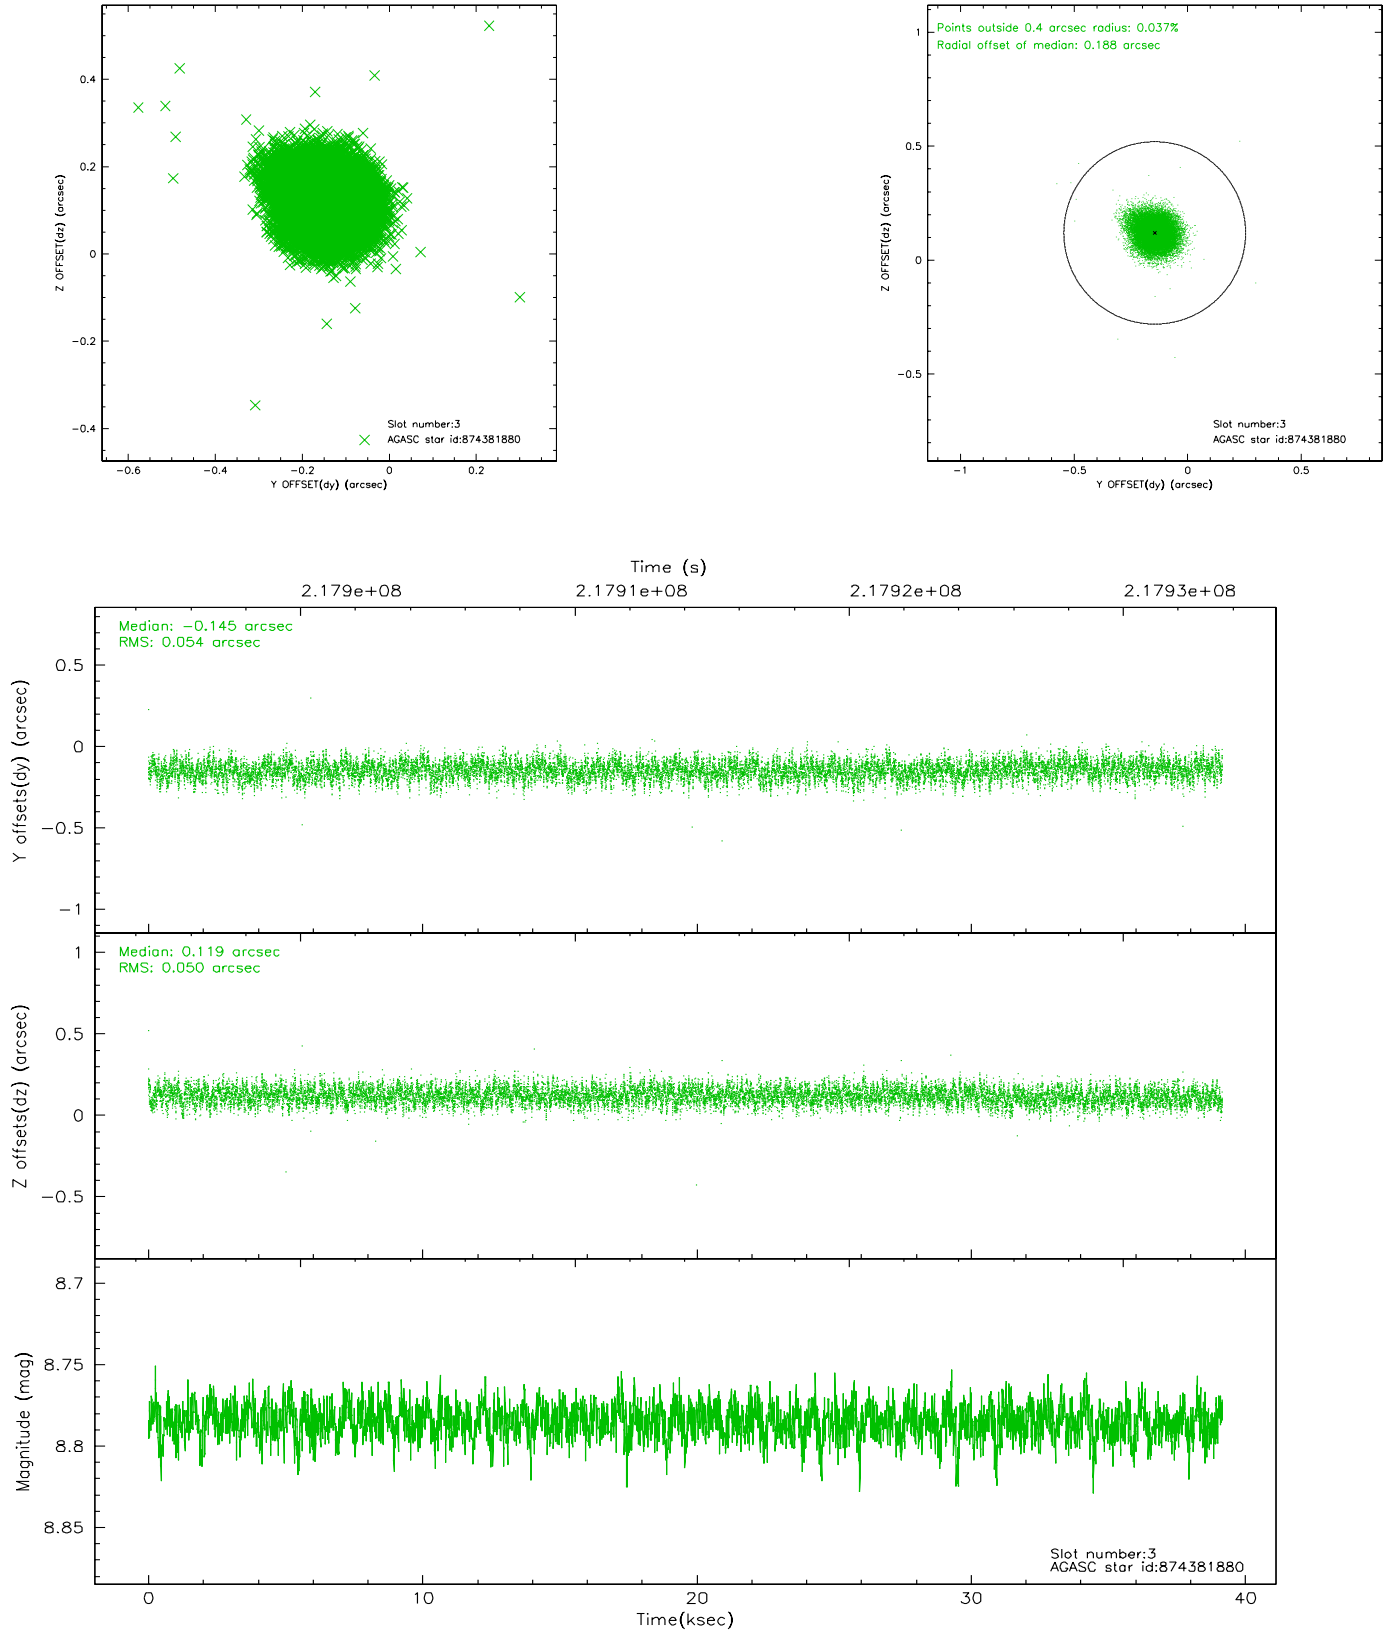 0.4
0.2
0
−0.2
−0.4
Z OFFSET(dz) (arcsec)
Slot number:3
AGASC star id:874381880
−0.6 −0.4 −0.2 0 0.2
Y OFFSET(dy) (arcsec)
Points outside 0.4 arcsec radius: 0.037%
Radial offset of median: 0.188 arcsec
1
0.5
0
−0.5
Z OFFSET(dz) (arcsec)
Slot number:3
AGASC star id:874381880
−1 −0.5 0 0.5
Y OFFSET(dy) (arcsec)
Time (s)
2.179e+08 2.1791e+08 2.1792e+08 2.1793e+08
Median: −0.145 arcsec
RMS: 0.054 arcsec
0.5
0
−0.5
−1
Y offsets(dy) (arcsec)
Median: 0.119 arcsec
RMS: 0.050 arcsec
1
0.5
0
−0.5
Z offsets(dz) (arcsec)
8.7
8.75
8.8
8.85
Magnitude (mag)
Slot number:3
AGASC star id:874381880
0 10 20 30 40
Time(ksec)